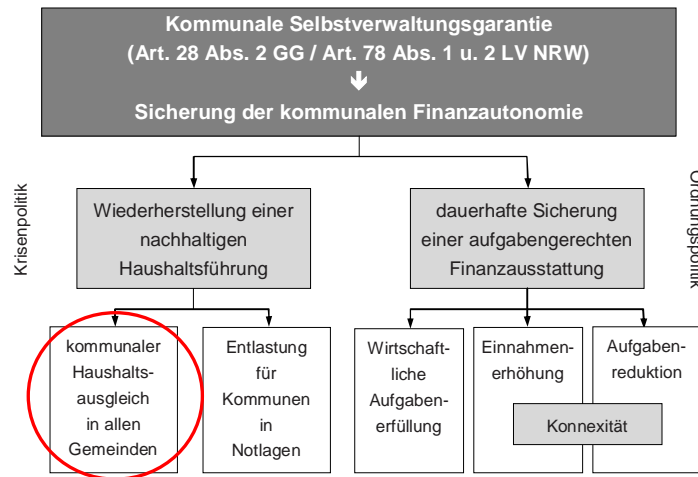 Kommunale Selbstverwaltungsgarantie
(Art. 28 Abs. 2 GG / Art. 78 Abs. 1 u. 2 LV NRW)
Sicherung der kommunalen Finanzautonomie
Krisenpolitik
Wiederherstellung einer
nachhaltigen
Haushaltsführung
dauerhafte Sicherung
einer aufgabengerechten
Finanzausstattung
Ordnungspolitik
kommunaler
Haushalts-
ausgleich
in allen
Gemeinden
Entlastung
für
Kommunen
in
Notlagen
Wirtschaft-
liche
Aufgaben-
erfüllung
Einnahmen-
erhöhung
Aufgaben-
reduktion
Konnexität